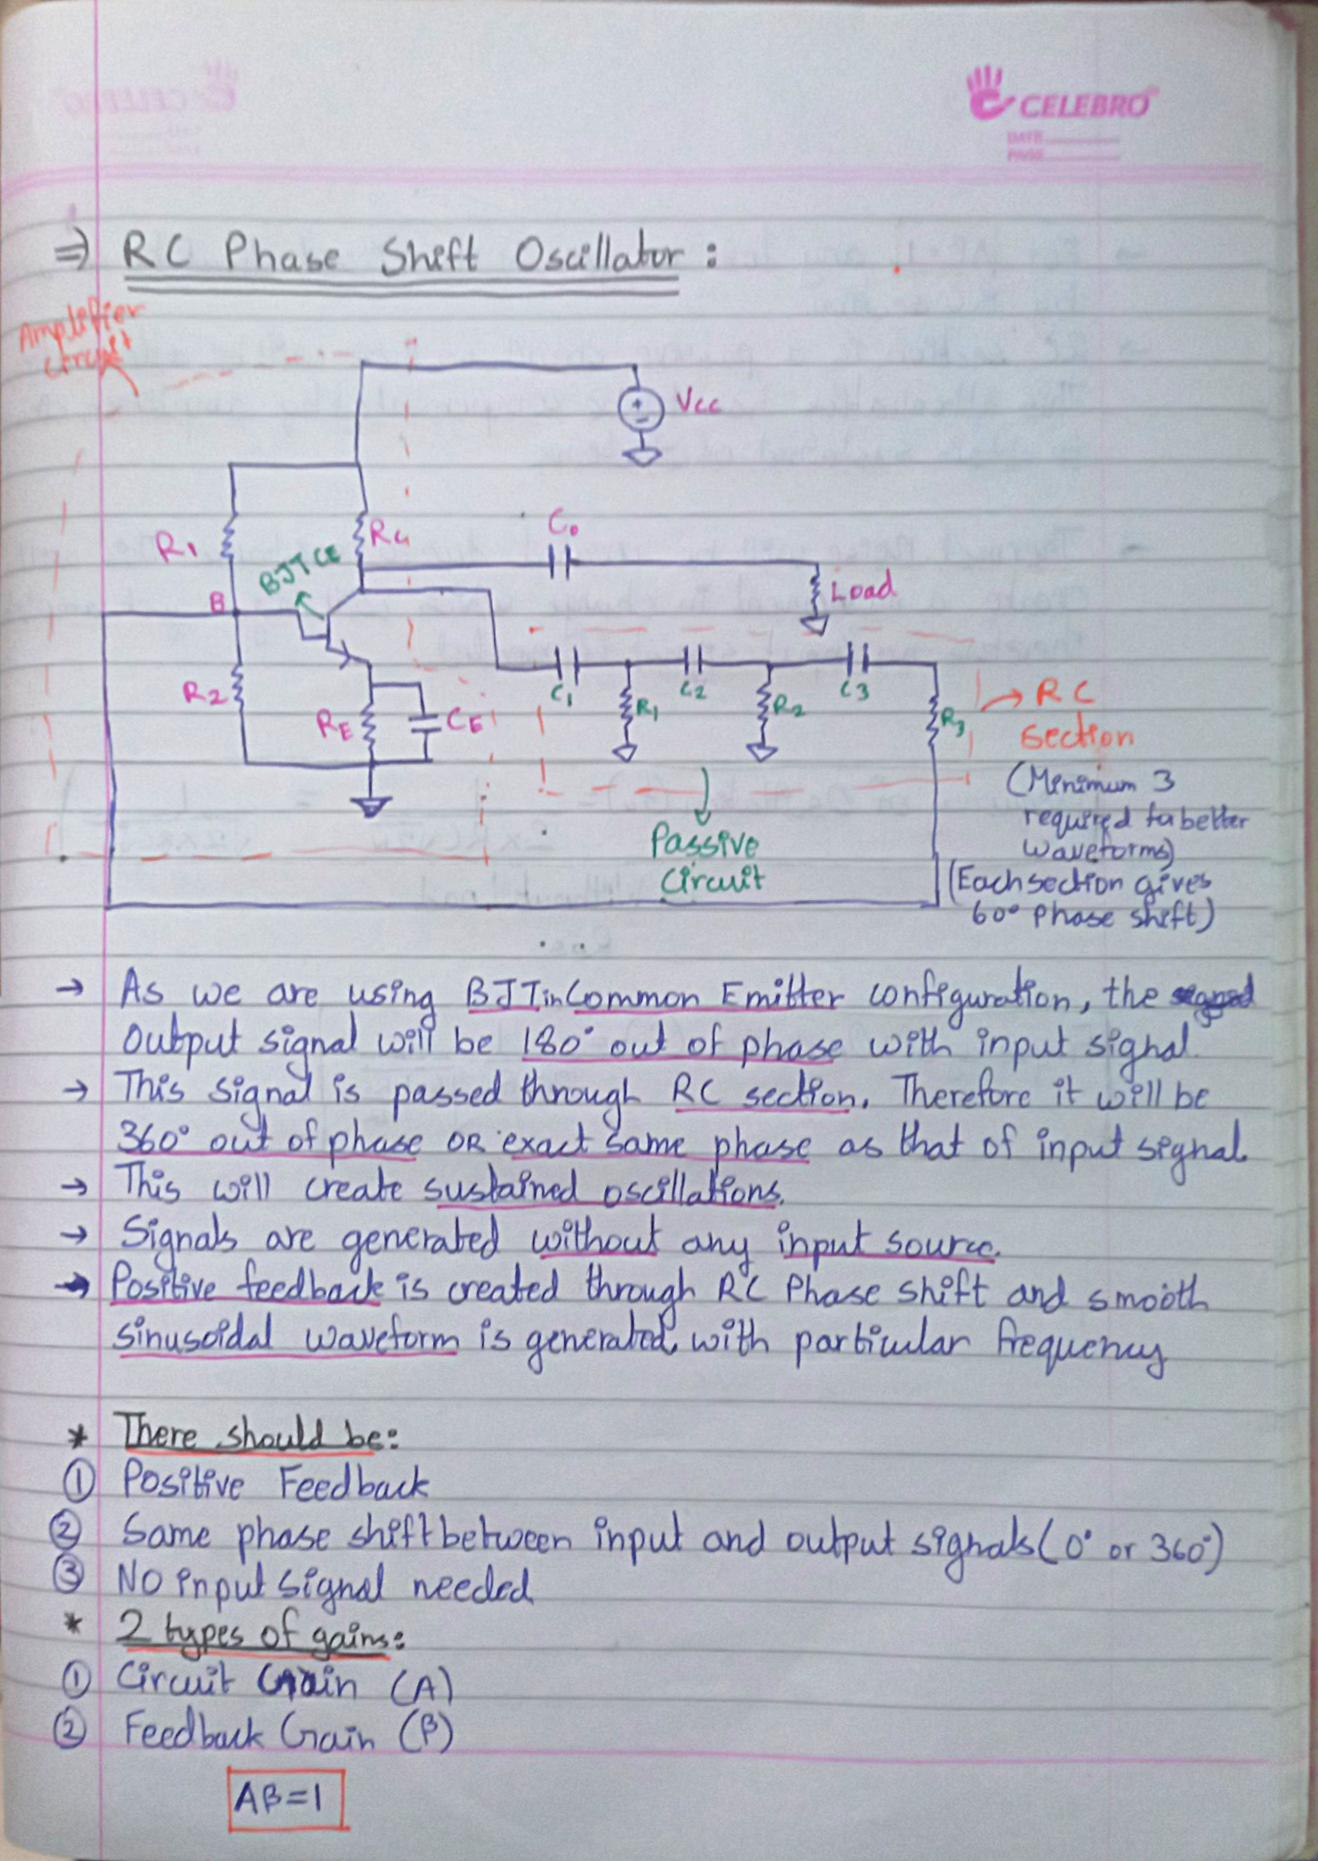 CELEBRO
DATE
PAGE
⇒ RC Phase Shift Oscillator:
Amplifier
circuit
Vcc
R1
RC
BJT CE
Co
Load
B
R2
RE
CE
C1
R1
C2
R2
C3
R3
→ RC
section
(Minimum 3
required for better
waveforms)
(Each section gives
60° phase shift)
Passive
Circuit
→ As we are using BJT in Common Emitter configuration, the
output signal will be 180° out of phase with input signal.
→ This signal is passed through RC section. Therefore it will be
360° out of phase OR exact same phase as that of input signal.
→ This will create sustained oscillations.
→ Signals are generated without any input source.
→ Positive feedback is created through RC Phase shift and smooth
sinusoidal waveform is generated, with particular frequency
* There should be:
① Positive Feedback
② Same phase shift between input and output signals (0° or 360°)
③ NO input signal needed
* 2 types of gains:
① Circuit Gain (A)
② Feedback Gain (β)
Aβ=1